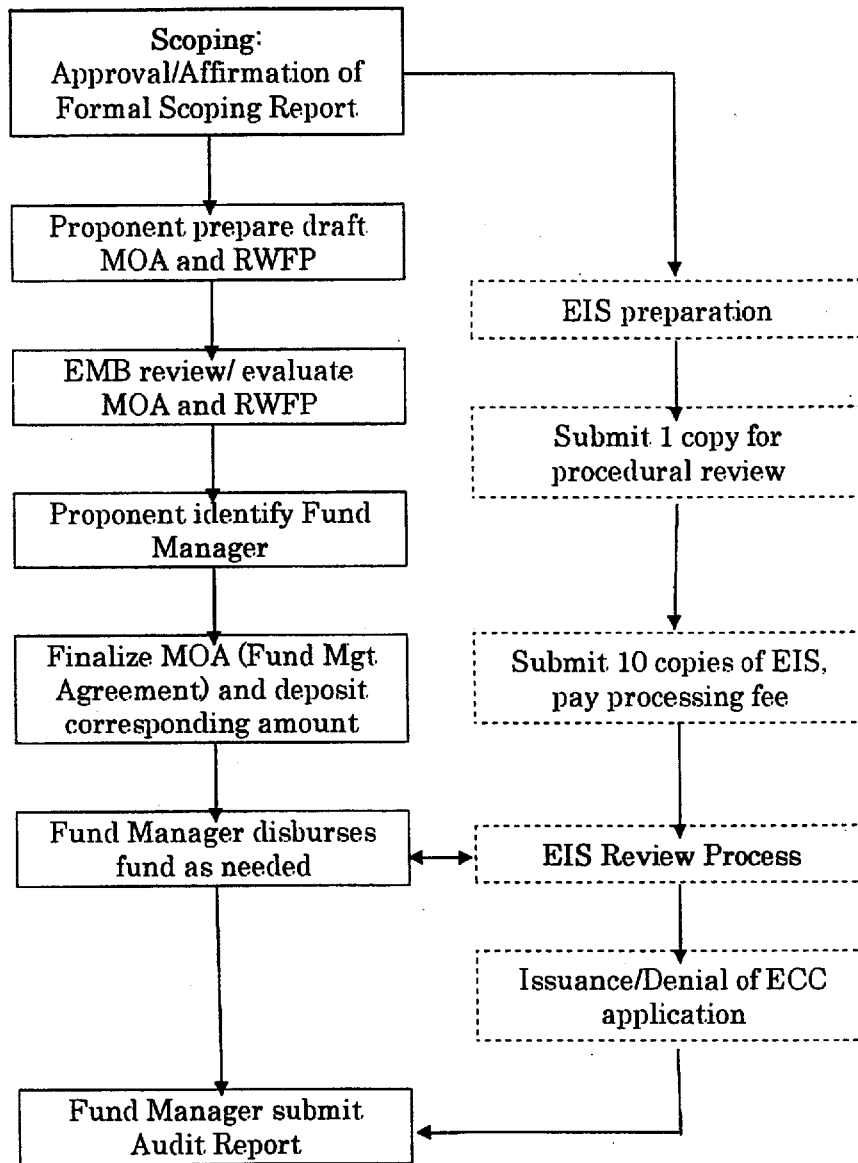 Scoping:
Approval/Affirmation of
Formal Scoping Report
Proponent prepare draft
MOA and RWFP
EMB review/ evaluate
MOA and RWFP
Proponent identify Fund
Manager
Finalize MOA (Fund Mgt
Agreement) and deposit
corresponding amount
Fund Manager disburses
fund as needed
Fund Manager submit
Audit Report
EIS preparation
Submit 1 copy for
procedural review
Submit 10 copies of EIS,
pay processing fee
EIS Review Process
Issuance/Denial of ECC
application